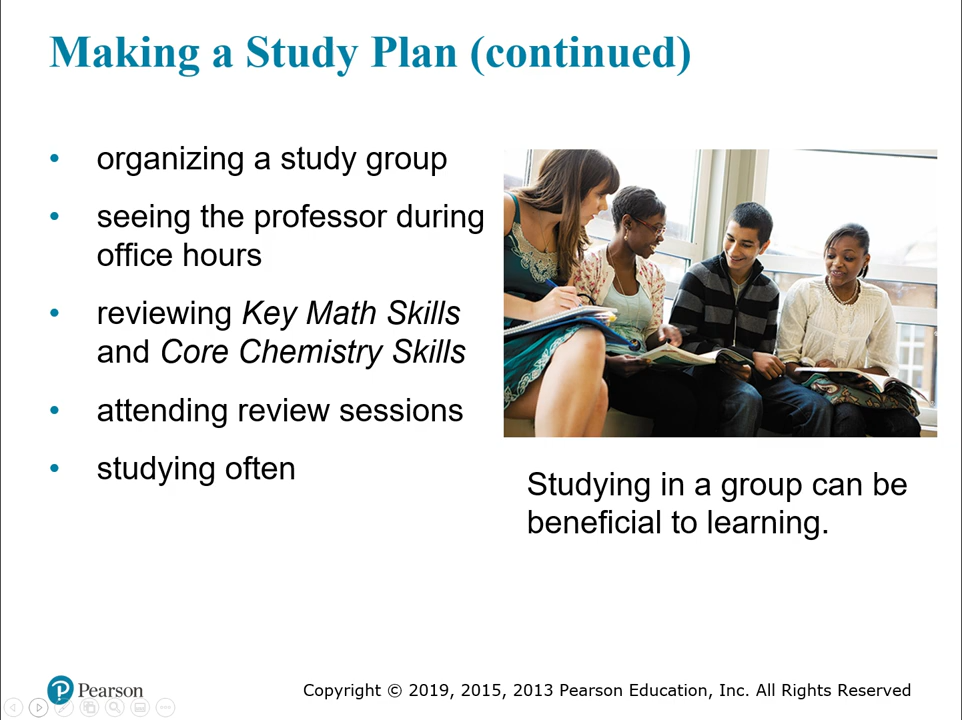 Making a Study Plan (continued)
• organizing a study group
• seeing the professor during
office hours
• reviewing Key Math Skills
and Core Chemistry Skills
• attending review sessions
• studying often
Studying in a group can be
beneficial to learning.
Pearson
Copyright © 2019, 2015, 2013 Pearson Education, Inc. All Rights Reserved